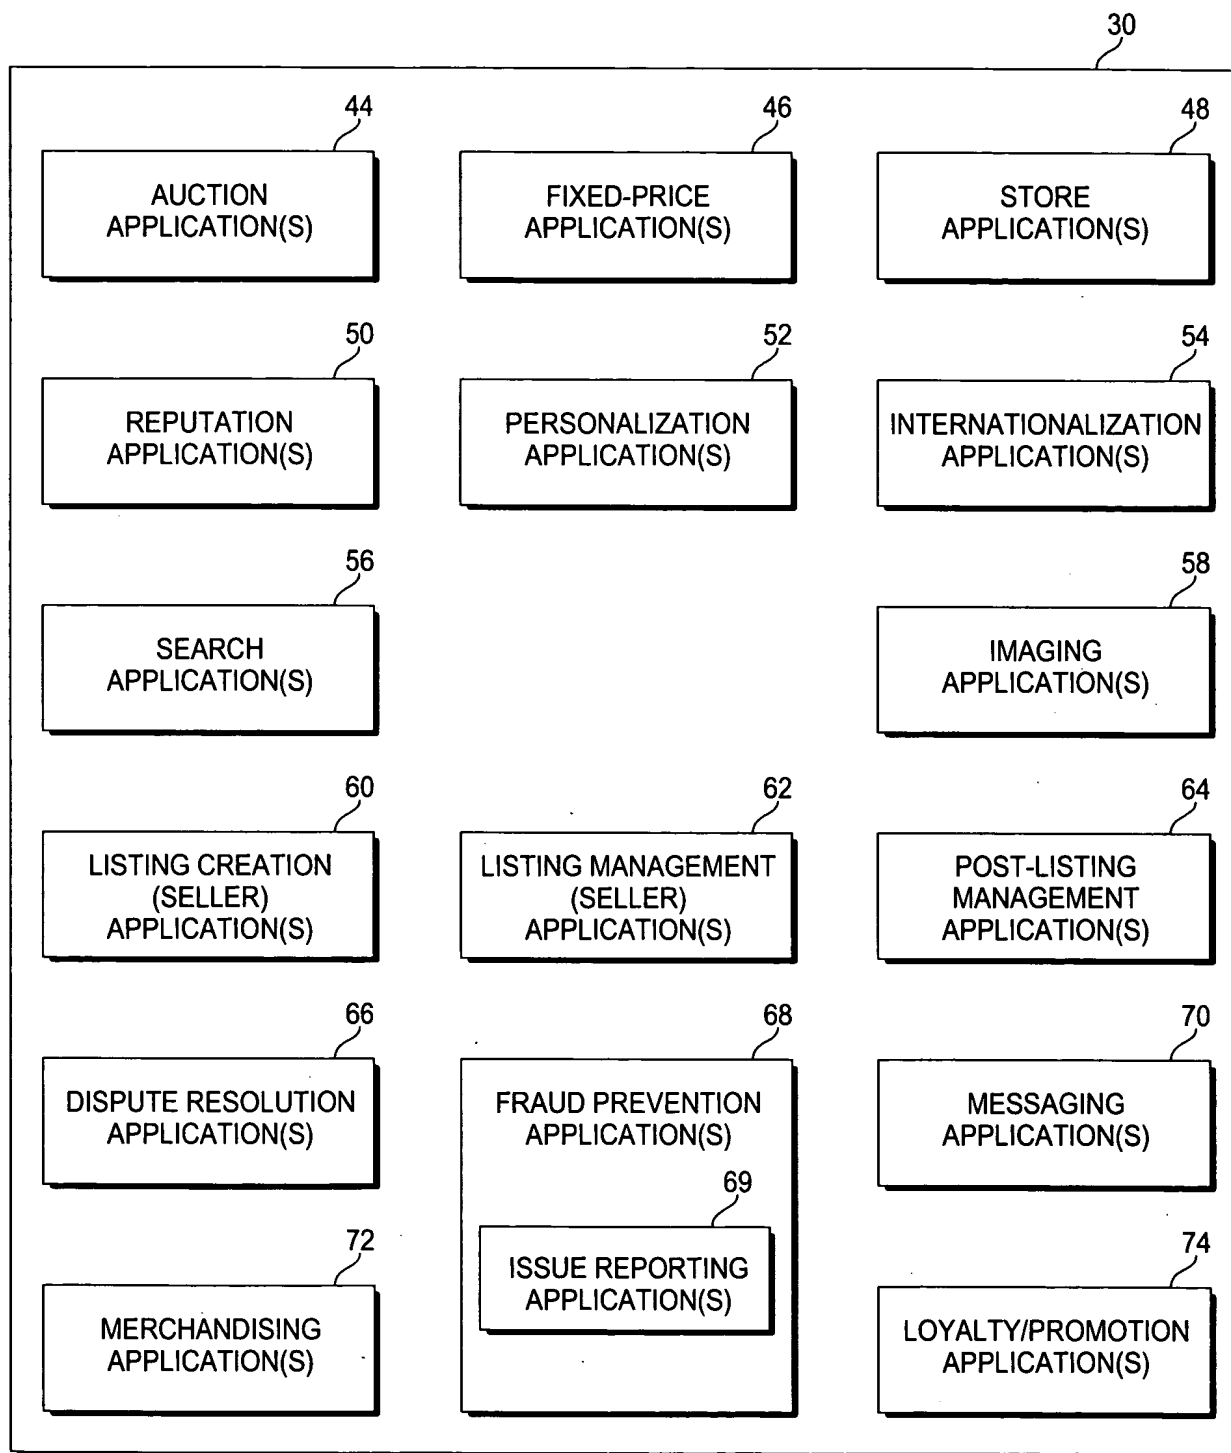 30
44
AUCTION
APPLICATION(S)
46
FIXED-PRICE
APPLICATION(S)
48
STORE
APPLICATION(S)
50
REPUTATION
APPLICATION(S)
52
PERSONALIZATION
APPLICATION(S)
54
INTERNATIONALIZATION
APPLICATION(S)
56
SEARCH
APPLICATION(S)
58
IMAGING
APPLICATION(S)
60
LISTING CREATION
(SELLER)
APPLICATION(S)
62
LISTING MANAGEMENT
(SELLER)
APPLICATION(S)
64
POST-LISTING
MANAGEMENT
APPLICATION(S)
66
DISPUTE RESOLUTION
APPLICATION(S)
68
FRAUD PREVENTION
APPLICATION(S)
69
ISSUE REPORTING
APPLICATION(S)
70
MESSAGING
APPLICATION(S)
72
MERCHANDISING
APPLICATION(S)
74
LOYALTY/PROMOTION
APPLICATION(S)